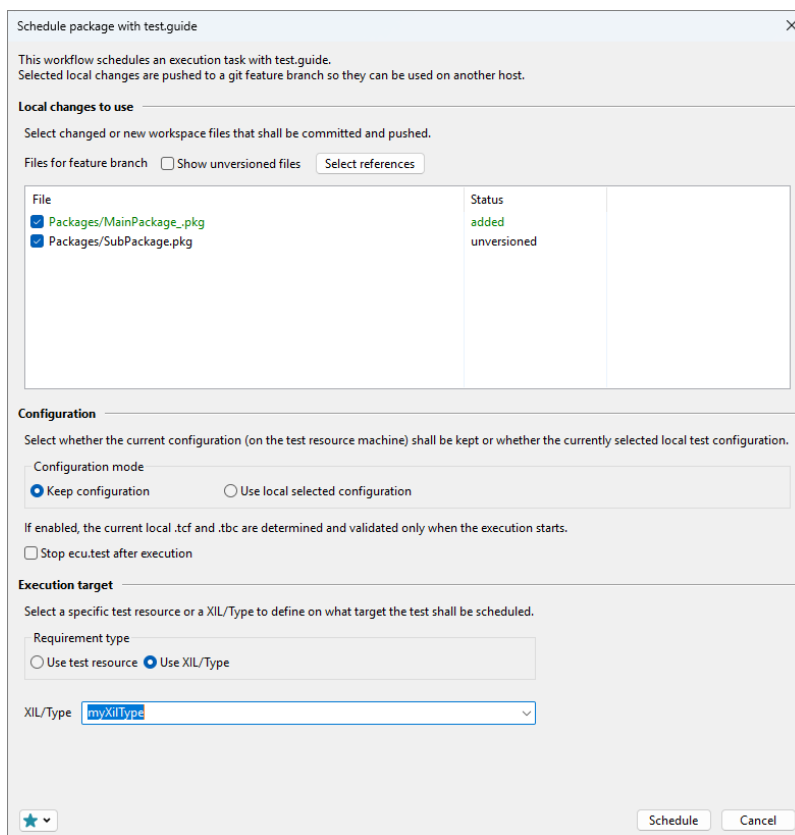 Schedule package with test.guide
This workflow schedules an execution task with test.guide.
Selected local changes are pushed to a git feature branch so they can be used on another host.
Local changes to use
Select changed or new workspace files that shall be committed and pushed.
Files for feature branch Show unversioned files Select references
File Status
Packages/MainPackage_.pkg added
Packages/SubPackage.pkg unversioned
Configuration
Select whether the current configuration (on the test resource machine) shall be kept or whether the currently selected local test configuration.
Configuration mode
Keep configuration Use local selected configuration
If enabled, the current local .tcf and .tbc are determined and validated only when the execution starts.
Stop ecu.test after execution
Execution target
Select a specific test resource or a XIL/Type to define on what target the test shall be scheduled.
Requirement type
Use test resource Use XIL/Type
XIL/Type myXilType
Schedule Cancel